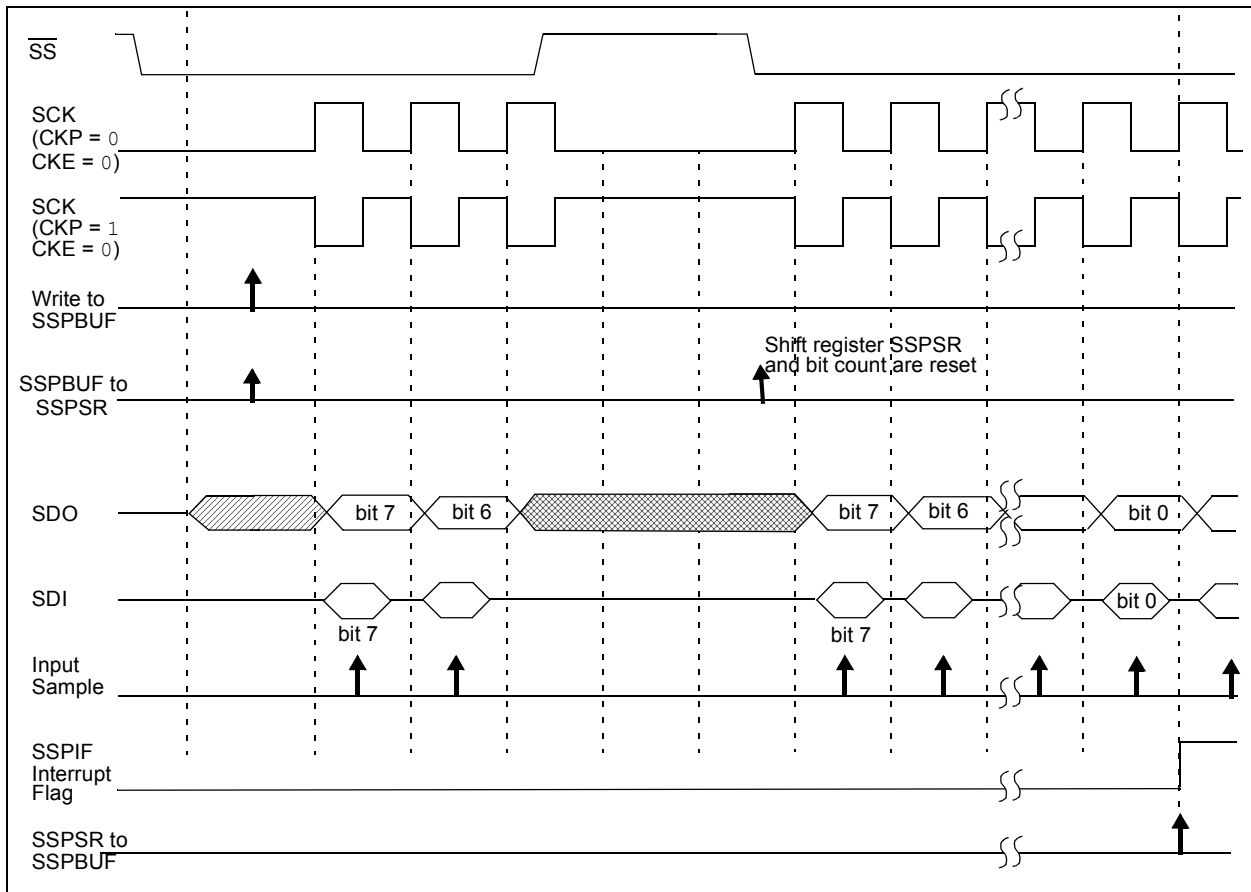 SS
SCK
(CKP = 0
CKE = 0)
SCK
(CKP = 1
CKE = 0)
Write to
SSPBUF
Shift register SSPSR
and bit count are reset
SSPBUF to
SSPSR
SDO
bit 7
bit 6
bit 7
bit 6
bit 0
SDI
bit 0
bit 7
bit 7
Input
Sample
SSPIF
Interrupt
Flag
SSPSR to
SSPBUF